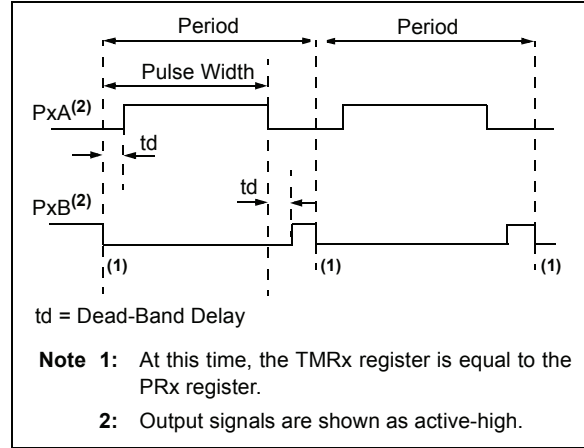 Period Period
Pulse Width
PxA(2)
td
td
PxB(2)
(1) (1) (1)
td = Dead-Band Delay
Note 1: At this time, the TMRx register is equal to the
PRx register.
2: Output signals are shown as active-high.